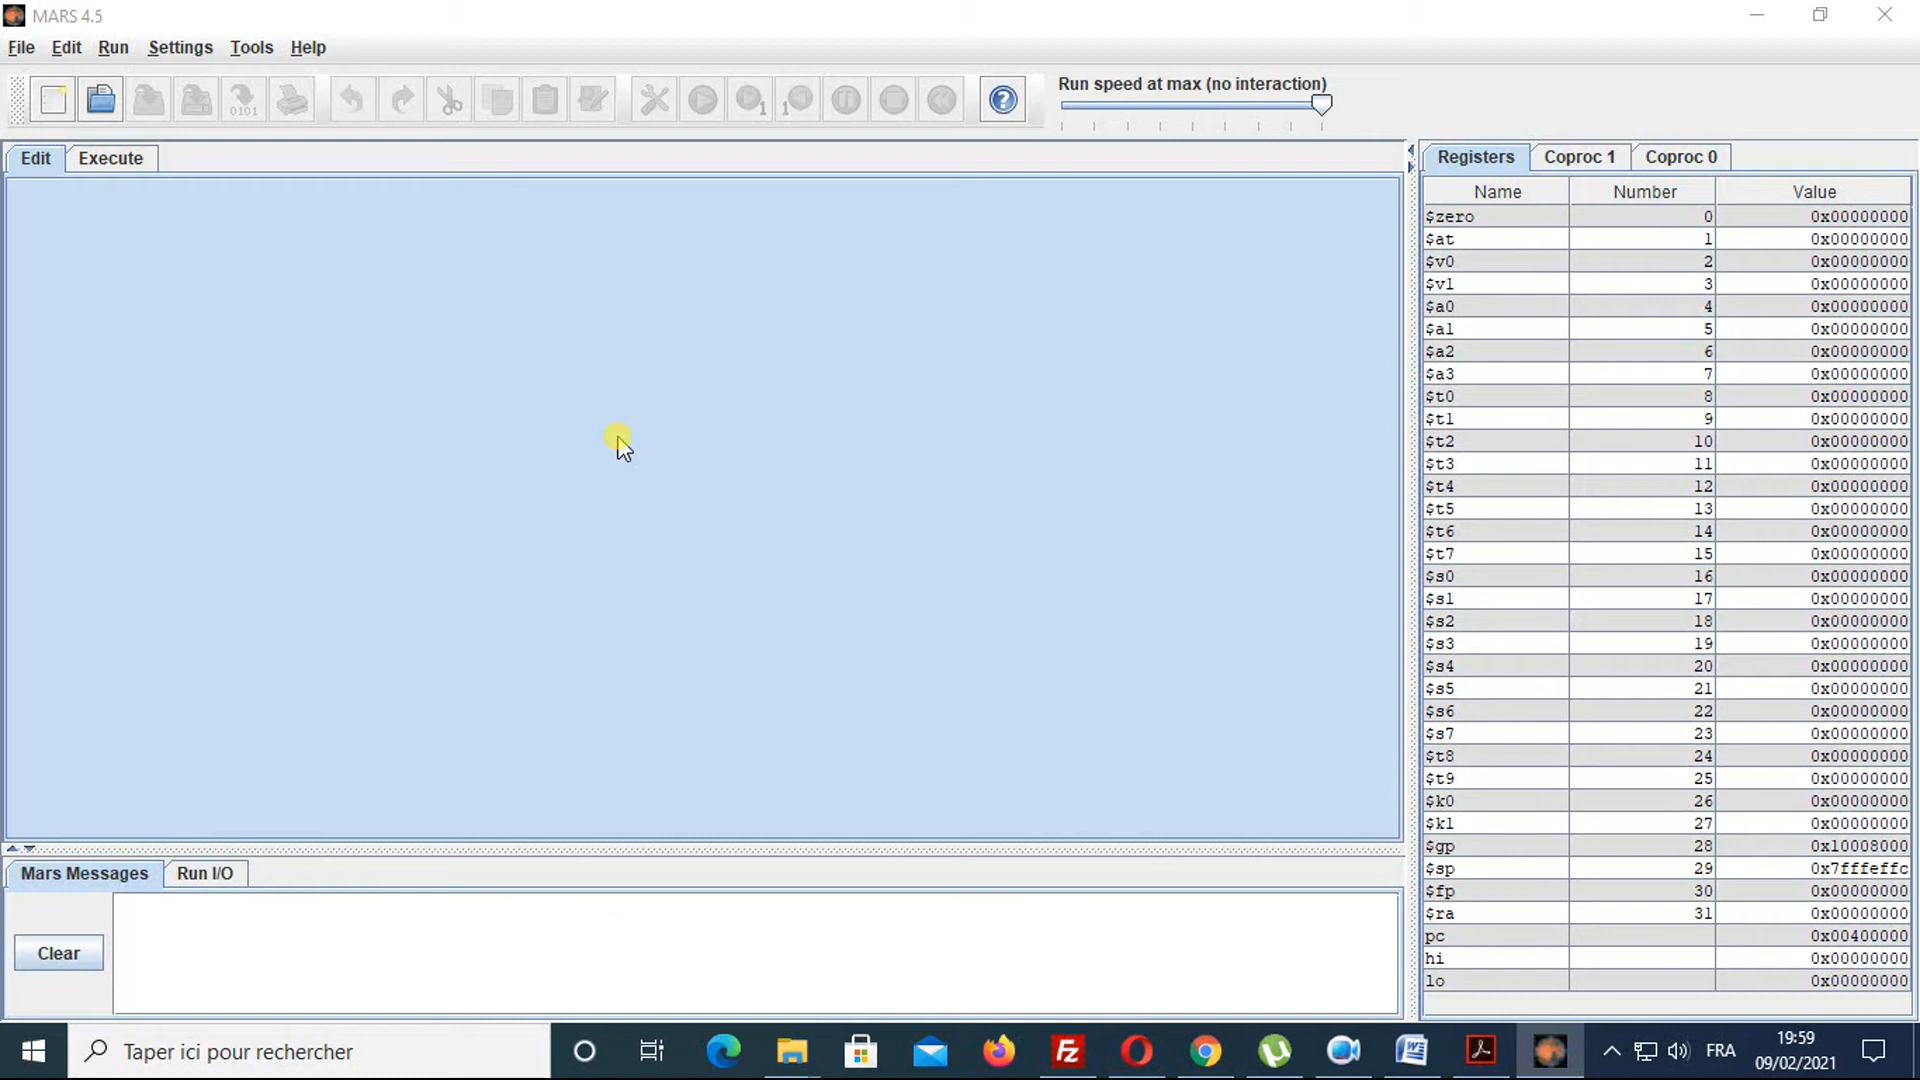 MARS 4.5
File Edit Run Settings Tools Help
0101 1 1 ?
Run speed at max (no interaction)
Edit Execute
Registers Coproc 1 Coproc 0
Name Number Value
$zero 0 0x00000000
$at 1 0x00000000
$v0 2 0x00000000
$v1 3 0x00000000
$a0 4 0x00000000
$a1 5 0x00000000
$a2 6 0x00000000
$a3 7 0x00000000
$t0 8 0x00000000
$t1 9 0x00000000
$t2 10 0x00000000
$t3 11 0x00000000
$t4 12 0x00000000
$t5 13 0x00000000
$t6 14 0x00000000
$t7 15 0x00000000
$s0 16 0x00000000
$s1 17 0x00000000
$s2 18 0x00000000
$s3 19 0x00000000
$s4 20 0x00000000
$s5 21 0x00000000
$s6 22 0x00000000
$s7 23 0x00000000
$t8 24 0x00000000
$t9 25 0x00000000
$k0 26 0x00000000
$k1 27 0x00000000
$gp 28 0x10008000
$sp 29 0x7fffeffc
$fp 30 0x00000000
$ra 31 0x00000000
pc 0x00400000
hi 0x00000000
lo 0x00000000
Mars Messages Run I/O
Clear
Taper ici pour rechercher
Fz
W
FRA
19:59
09/02/2021